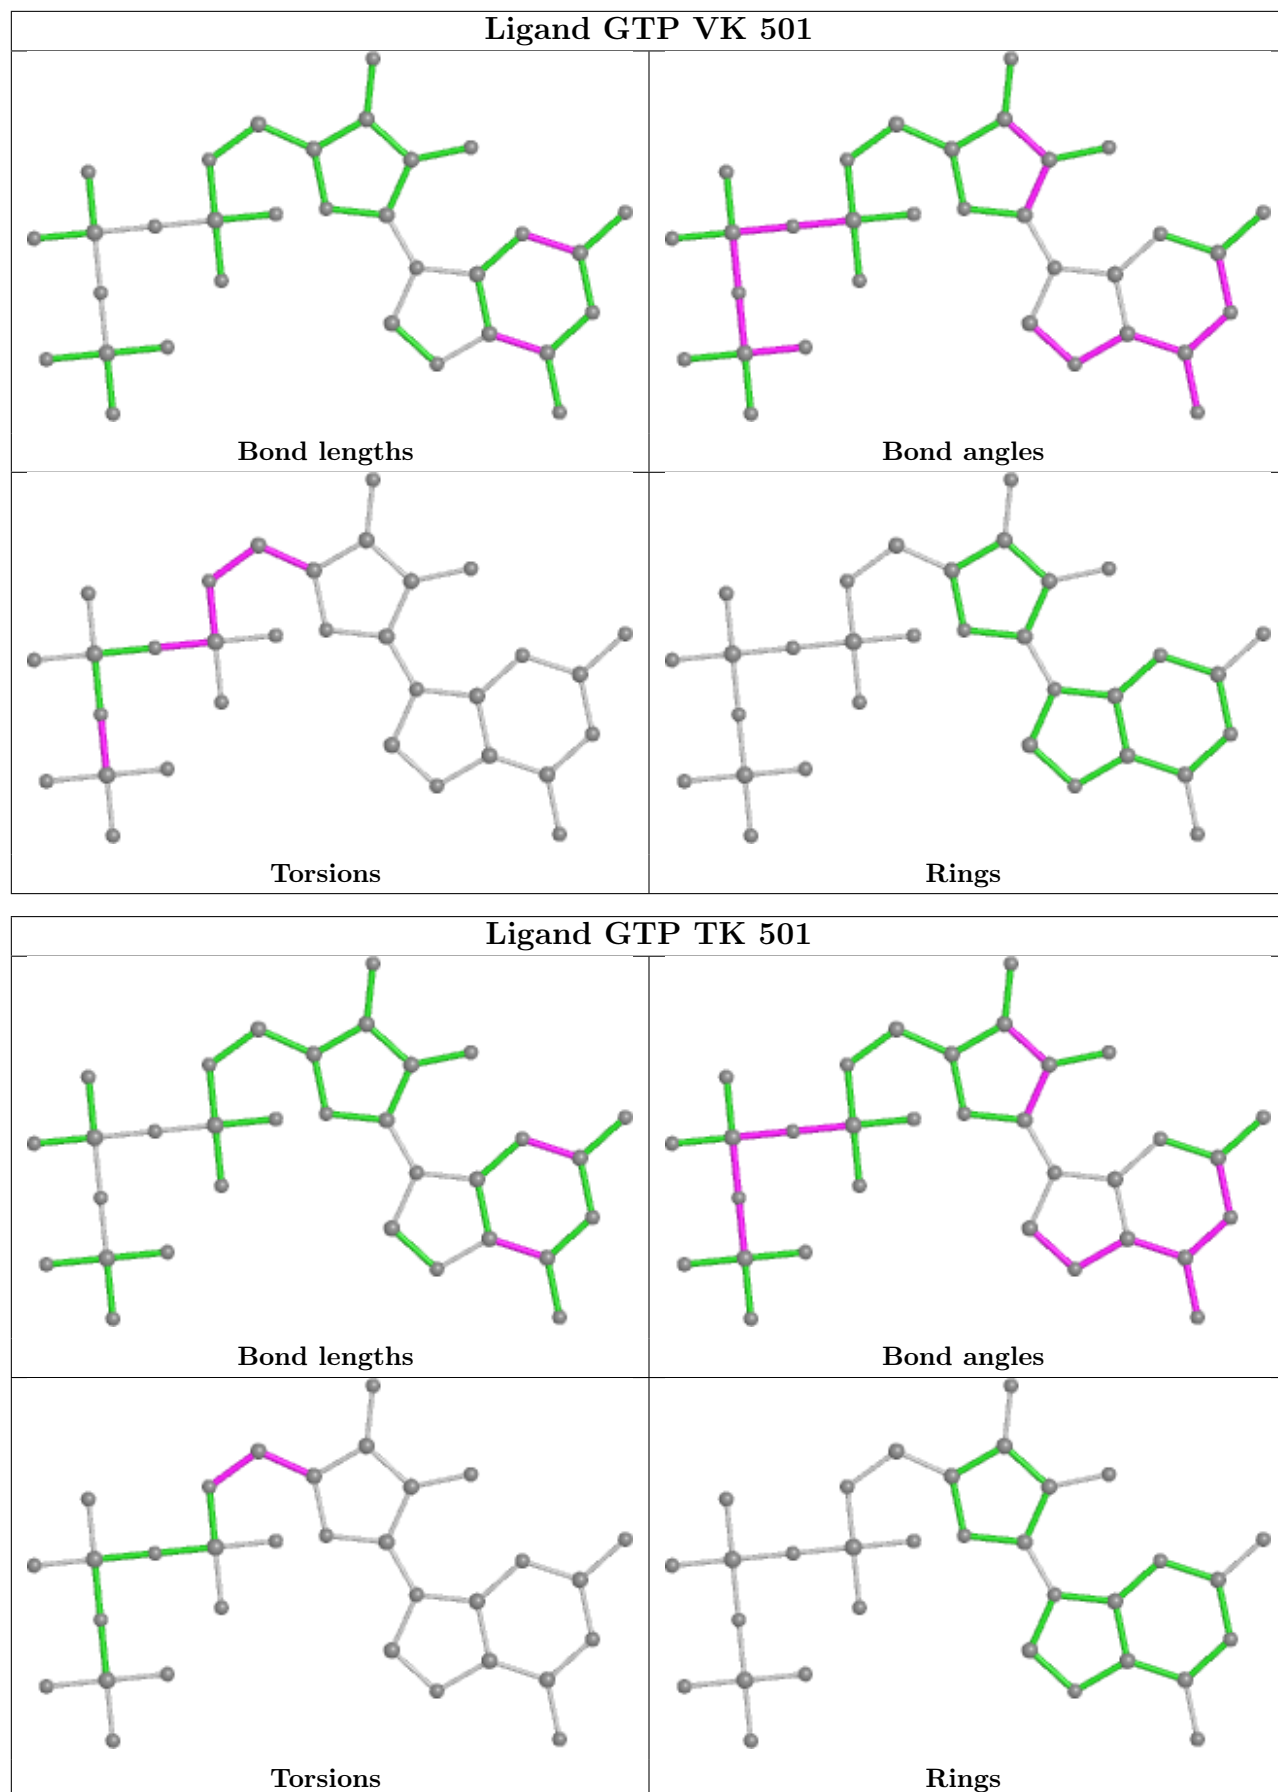 Ligand GTP VK 501
Bond lengths
Bond angles
Torsions
Rings
Ligand GTP TK 501
Bond lengths
Bond angles
Torsions
Rings